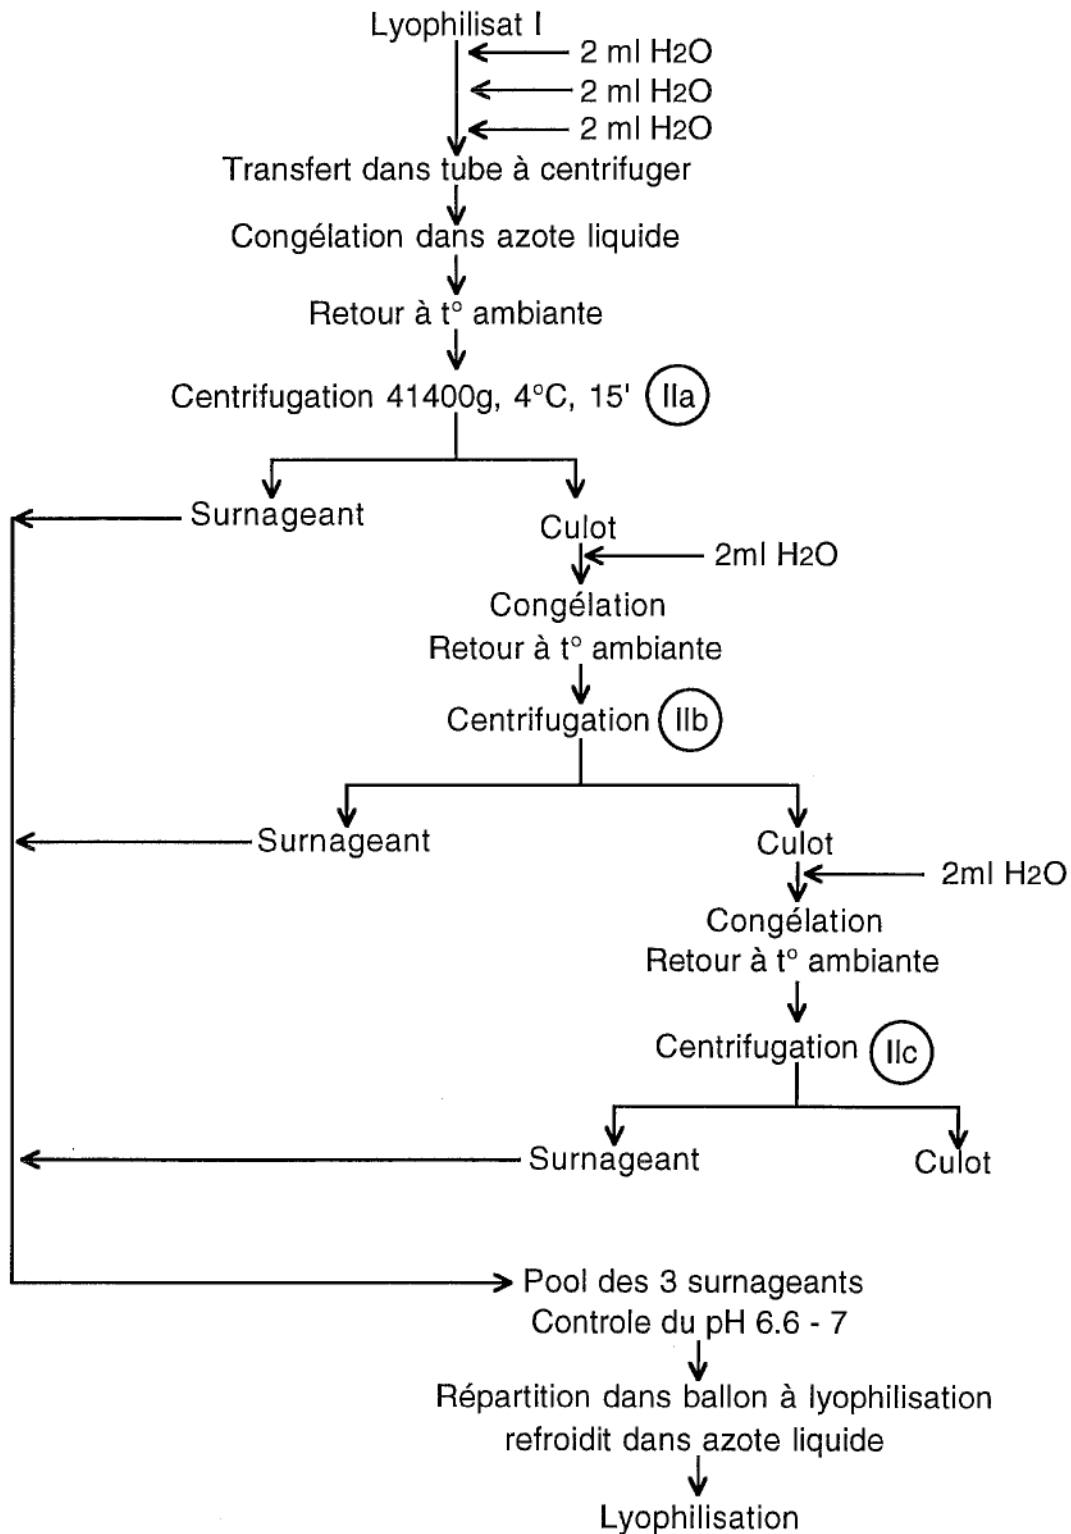 Lyophilisat I
2 ml H2O
2 ml H2O
2 ml H2O
Transfert dans tube à centrifuger
Congélation dans azote liquide
Retour à t° ambiante
Centrifugation 41400g, 4°C, 15' IIa
Surnageant
Culot
2ml H2O
Congélation
Retour à t° ambiante
Centrifugation IIb
Surnageant
Culot
2ml H2O
Congélation
Retour à t° ambiante
Centrifugation IIc
Surnageant
Culot
Pool des 3 surnageants
Controle du pH 6.6 - 7
Répartition dans ballon à lyophilisation
refroidit dans azote liquide
Lyophilisation